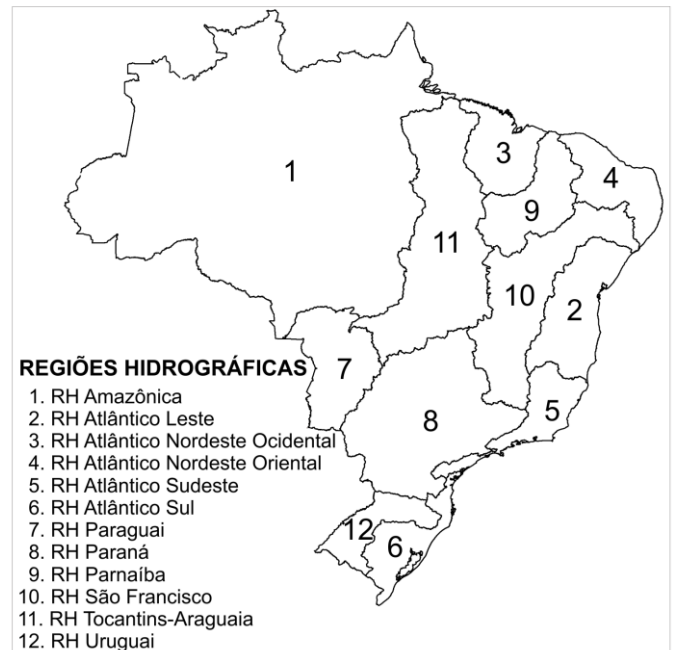 1
3
4
9
11
10
2
7
5
8
12
6
REGIÕES HIDROGRÁFICAS
1. RH Amazônica
2. RH Atlântico Leste
3. RH Atlântico Nordeste Ocidental
4. RH Atlântico Nordeste Oriental
5. RH Atlântico Sudeste
6. RH Atlântico Sul
7. RH Paraguai
8. RH Paraná
9. RH Parnaíba
10. RH São Francisco
11. RH Tocantins-Araguaia
12. RH Uruguai